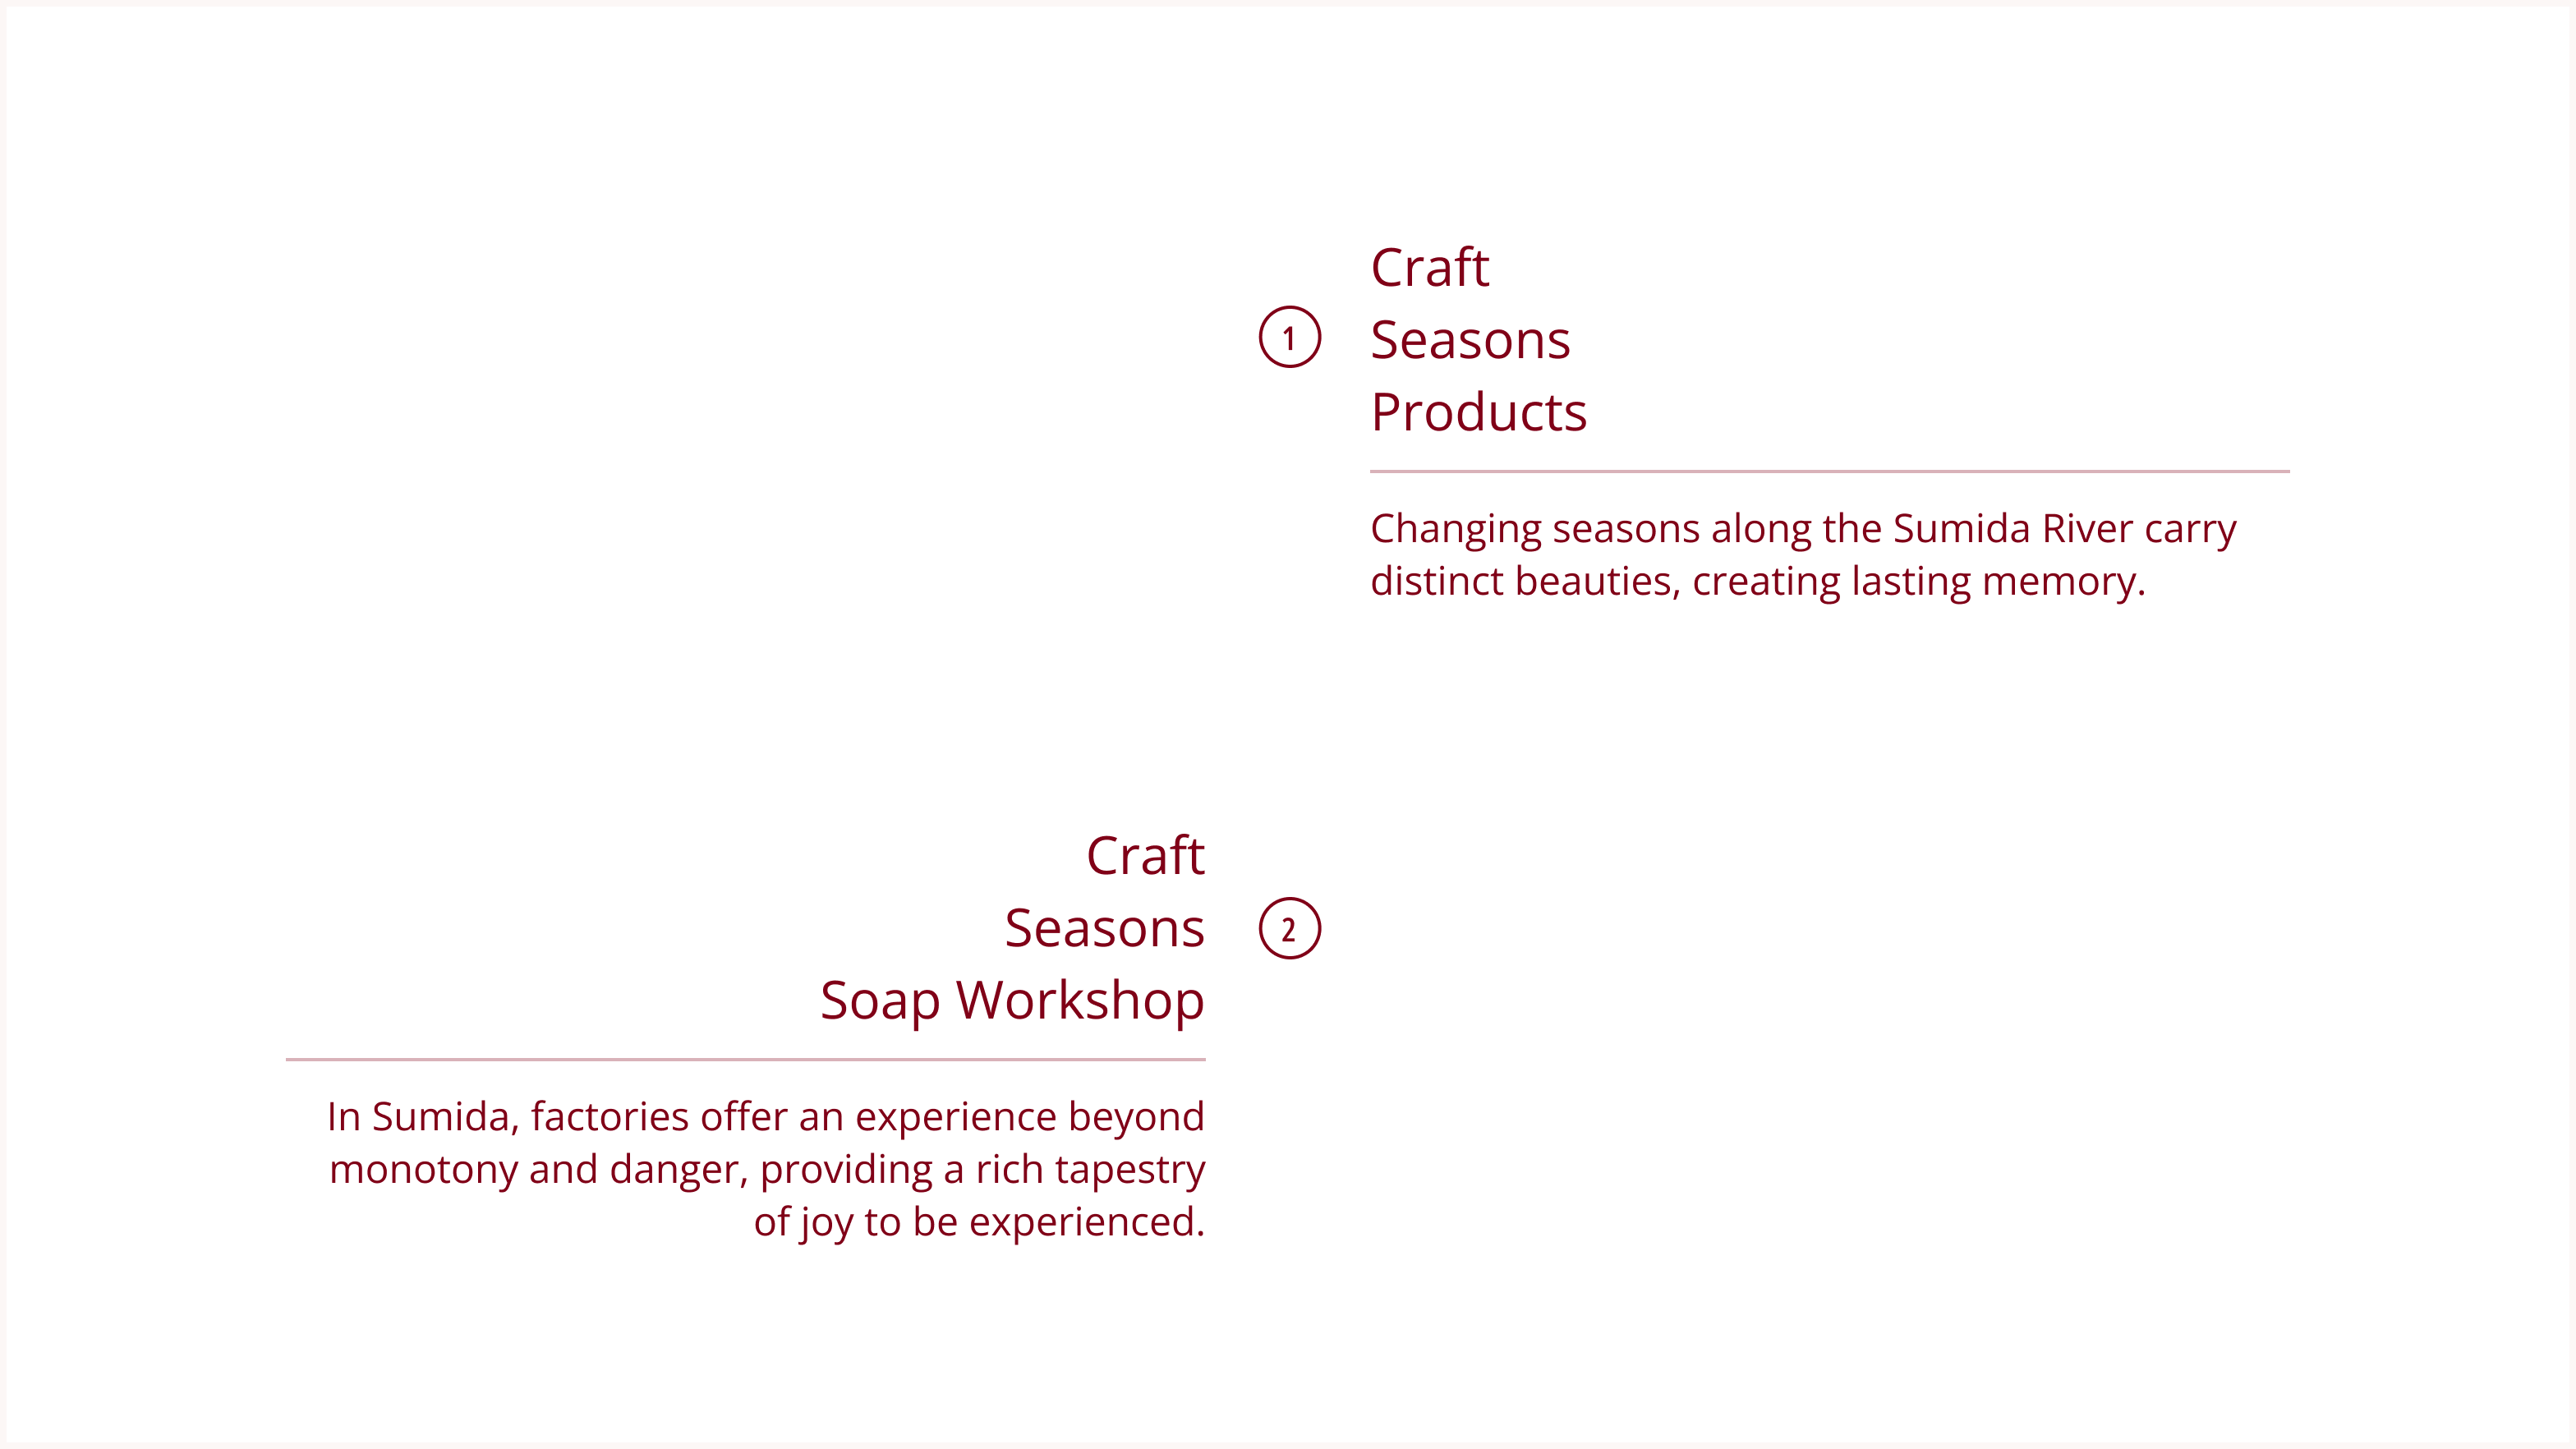 1
Craft
Seasons
Products
Changing seasons along the Sumida River carry
distinct beauties, creating lasting memory.
Craft
Seasons
Soap Workshop
2
In Sumida, factories offer an experience beyond
monotony and danger, providing a rich tapestry
of joy to be experienced.